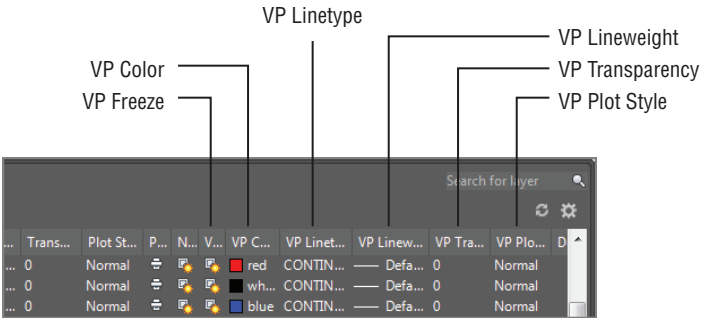 VP Linetype
VP Lineweight
VP Color
VP Transparency
VP Freeze
VP Plot Style
Search for layer
... Trans... Plot St... P... N... V... VP C... VP Linet... VP Linew... VP Tra... VP Plo... D
... 0 Normal red CONTIN... Defa... 0 Normal
... 0 Normal wh... CONTIN... Defa... 0 Normal
... 0 Normal blue CONTIN... Defa... 0 Normal